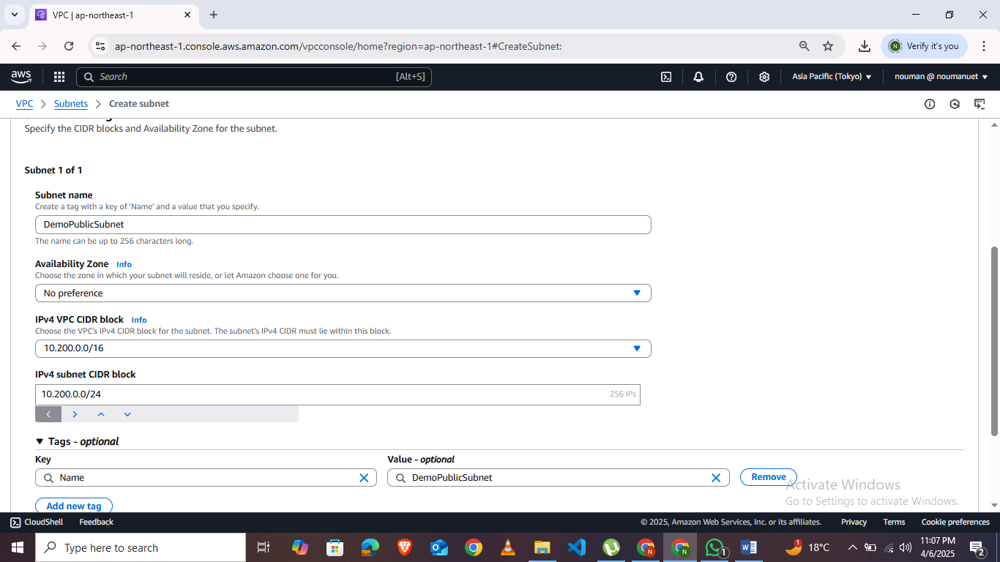 VPC | ap-northeast-1
ap-northeast-1.console.aws.amazon.com/vpcconsole/home?region=ap-northeast-1#CreateSubnet:
N
Verify it's you
aws
Search
[Alt+S]
Asia Pacific (Tokyo)
nouman @ noumanuet
VPC
Subnets
Create subnet
Specify the CIDR blocks and Availability Zone for the subnet.
Subnet 1 of 1
Subnet name
Create a tag with a key of 'Name' and a value that you specify.
DemoPublicSubnet
The name can be up to 256 characters long.
Availability Zone Info
Choose the zone in which your subnet will reside, or let Amazon choose one for you.
No preference
IPv4 VPC CIDR block Info
Choose the VPC's IPv4 CIDR block for the subnet. The subnet's IPv4 CIDR must lie within this block.
10.200.0.0/16
IPv4 subnet CIDR block
10.200.0.0/24
256 IPs
Tags - optional
Key
Value - optional
Name
DemoPublicSubnet
Remove
Activate Windows
Go to Settings to activate Windows.
Add new tag
CloudShell
Feedback
© 2025, Amazon Web Services, Inc. or its affiliates.
Privacy
Terms
Cookie preferences
Type here to search
N
N
1
W
1
18°C
11:07 PM
4/6/2025
2